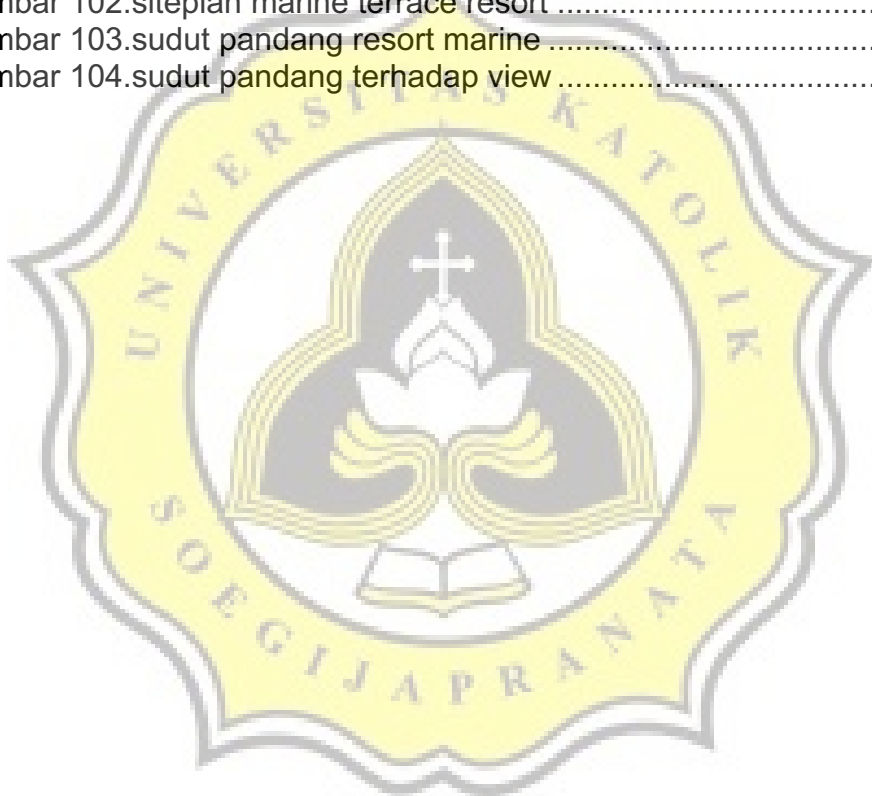 mbar 102.siteplan marine terrace resort ........................................
mbar 103.sudut pandang resort marine ........................................
mbar 104.sudut pandang terhadap view ........................................
UNIVERSITAS KATOLIK
SOEGIJAPRANATA